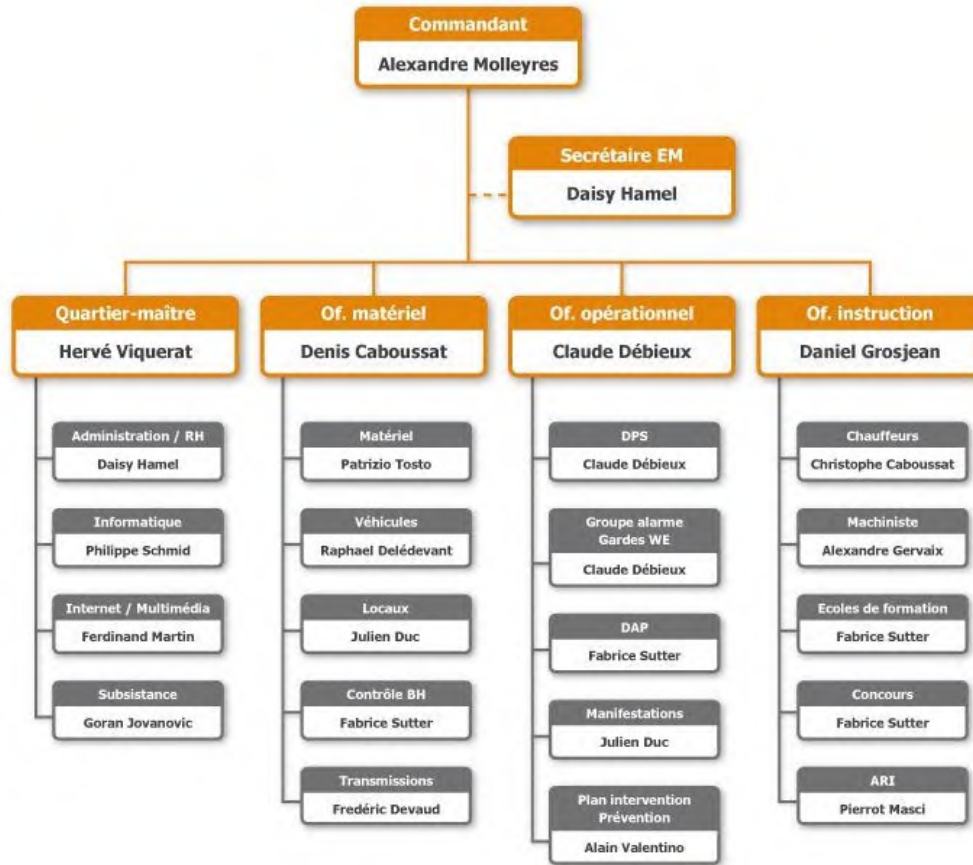 Commandant
Alexandre Molleyres
Secrétaire EM
Daisy Hamel
Quartier-maître
Hervé Viquerat
Administration / RH
Daisy Hamel
Informatique
Philippe Schmid
Internet / Multimédia
Ferdinand Martin
Subsistance
Goran Jovanovic
Of. matériel
Denis Caboussat
Matériel
Patrizio Tosto
Véhicules
Raphael Delédevant
Locaux
Julien Duc
Contrôle BH
Fabrice Sutter
Transmissions
Fredéric Devaud
Of. opérationnel
Claude Débieux
DPS
Claude Débieux
Groupe alarme
Gardes WE
Claude Débieux
DAP
Fabrice Sutter
Manifestations
Julien Duc
Plan intervention
Prévention
Alain Valentino
Of. instruction
Daniel Grosjean
Chauffeurs
Christophe Caboussat
Machiniste
Alexandre Gervaix
Ecoles de formation
Fabrice Sutter
Concours
Fabrice Sutter
ARI
Pierrot Masci